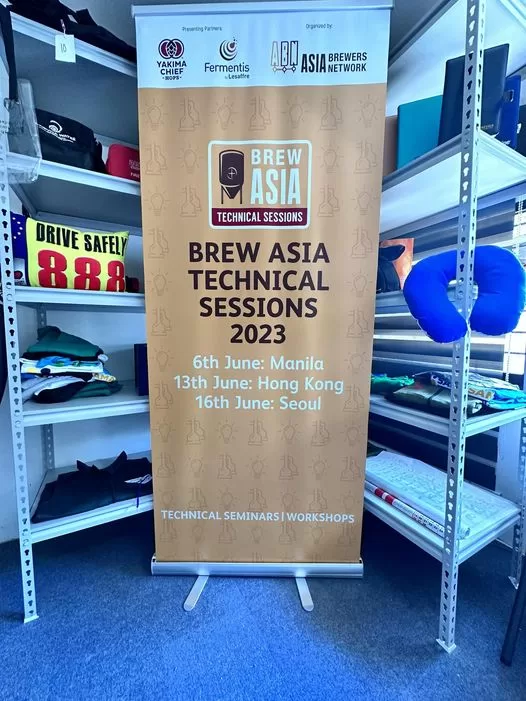 10
Presenting Partners
YAKIMA
CHIEF
HOPS
Fermentis
by Lesaffre
Organized by:
ABN
ASIA BREWERS
NETWORK
BREW
ASIA
TECHNICAL SESSIONS
BREW ASIA
TECHNICAL
SESSIONS
2023
6th June: Manila
13th June: Hong Kong
16th June: Seoul
TECHNICAL SEMINARS | WORKSHOPS
DRIVE SAFELY
888